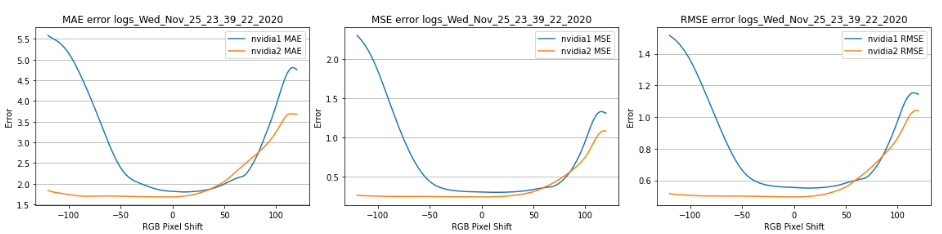 MAE error logs_Wed_Nov_25_23_39_22_2020
nvidia1 MAE
nvidia2 MAE
5.5
5.0
4.5
4.0
3.5
3.0
2.5
2.0
1.5
Error
−100 −50 0 50 100
RGB Pixel Shift
MSE error logs_Wed_Nov_25_23_39_22_2020
nvidia1 MSE
nvidia2 MSE
2.0
1.5
1.0
0.5
Error
−100 −50 0 50 100
RGB Pixel Shift
RMSE error logs_Wed_Nov_25_23_39_22_2020
nvidia1 RMSE
nvidia2 RMSE
1.4
1.2
1.0
0.8
0.6
Error
−100 −50 0 50 100
RGB Pixel Shift